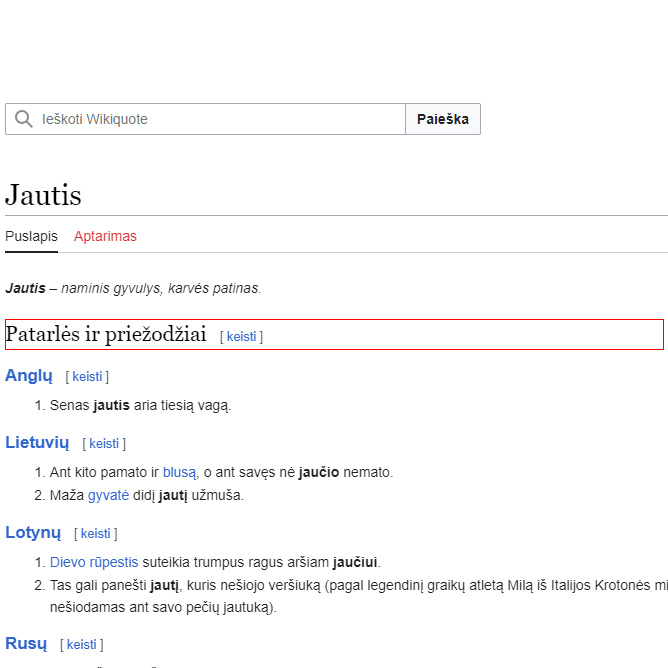 Ieškoti Wikiquote Paieška
Jautis
Puslapis Aptarimas
Jautis – naminis gyvulys, karvės patinas.
Patarlės ir priežodžiai [ keisti ]
Anglų [ keisti ]
1. Senas jautis aria tiesią vagą.
Lietuvių [ keisti ]
1. Ant kito pamato ir blusą, o ant savęs nė jaučio nemato.
2. Maža gyvatė didį jautį užmuša.
Lotynų [ keisti ]
1. Dievo rūpestis suteikia trumpus ragus aršiam jaučiui.
2. Tas gali panešti jautį, kuris nešiojo veršiuką (pagal legendinį graikų atletą Milą iš Italijos Krotonės mi
nešiodamas ant savo pečių jautuką).
Rusų [ keisti ]